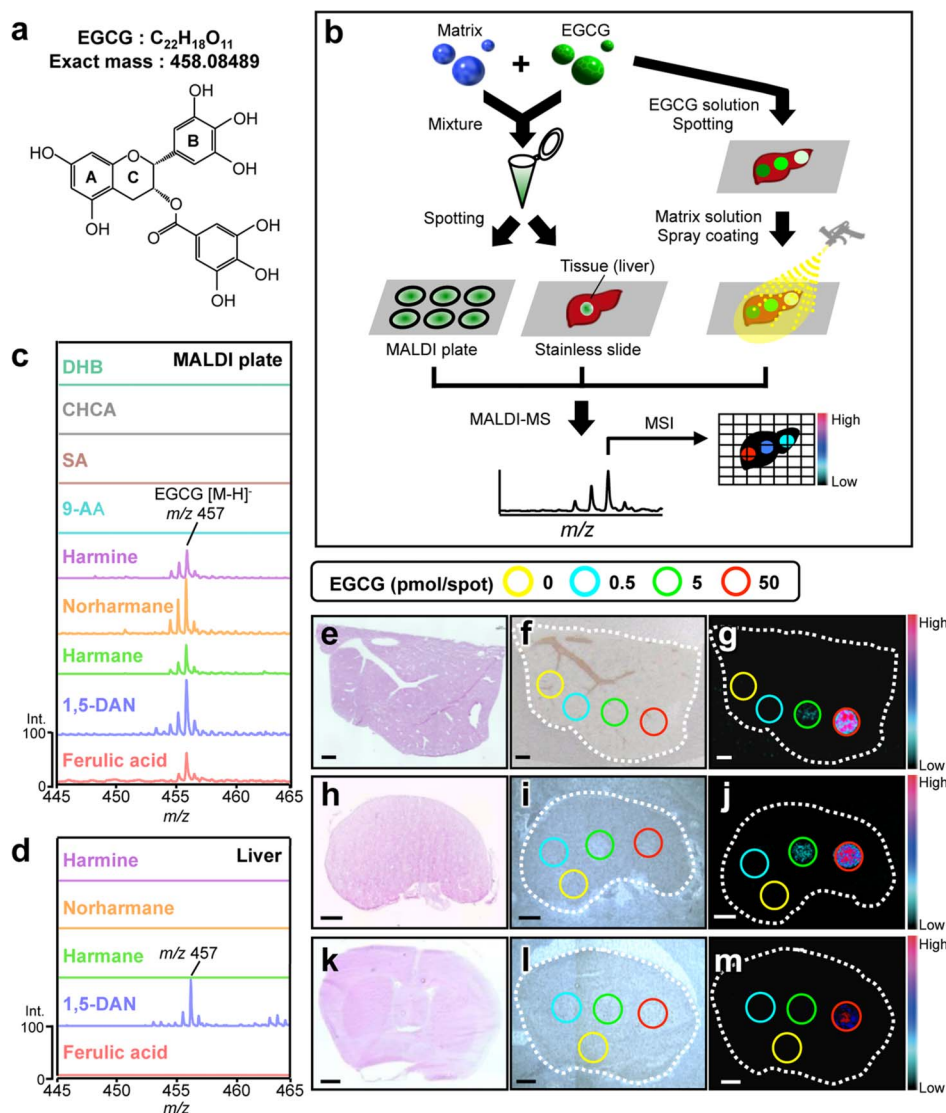 a
EGCG : C₂₂H₁₈O₁₁
Exact mass : 458.08489
OH
OH
B
OH
HO
O
A
C
OH
O
O
OH
OH
OH
b
Matrix
EGCG
+
Mixture
EGCG solution
Spotting
Spotting
Matrix solution
Spray coating
Tissue (liver)
MALDI plate
Stainless slide
MALDI-MS
MSI
High
Low
m/z
c
MALDI plate
DHB
CHCA
SA
9-AA
EGCG [M-H]⁻
m/z 457
Harmine
Norharmane
Harmane
1,5-DAN
Ferulic acid
Int.
100
0
445 450 455 460 465
m/z
d
Liver
Harmine
Norharmane
Harmane
m/z 457
1,5-DAN
Ferulic acid
Int.
100
0
445 450 455 460 465
m/z
EGCG (pmol/spot) 0 0.5 5 50
e
f
g
High
Low
h
i
j
High
Low
k
l
m
High
Low